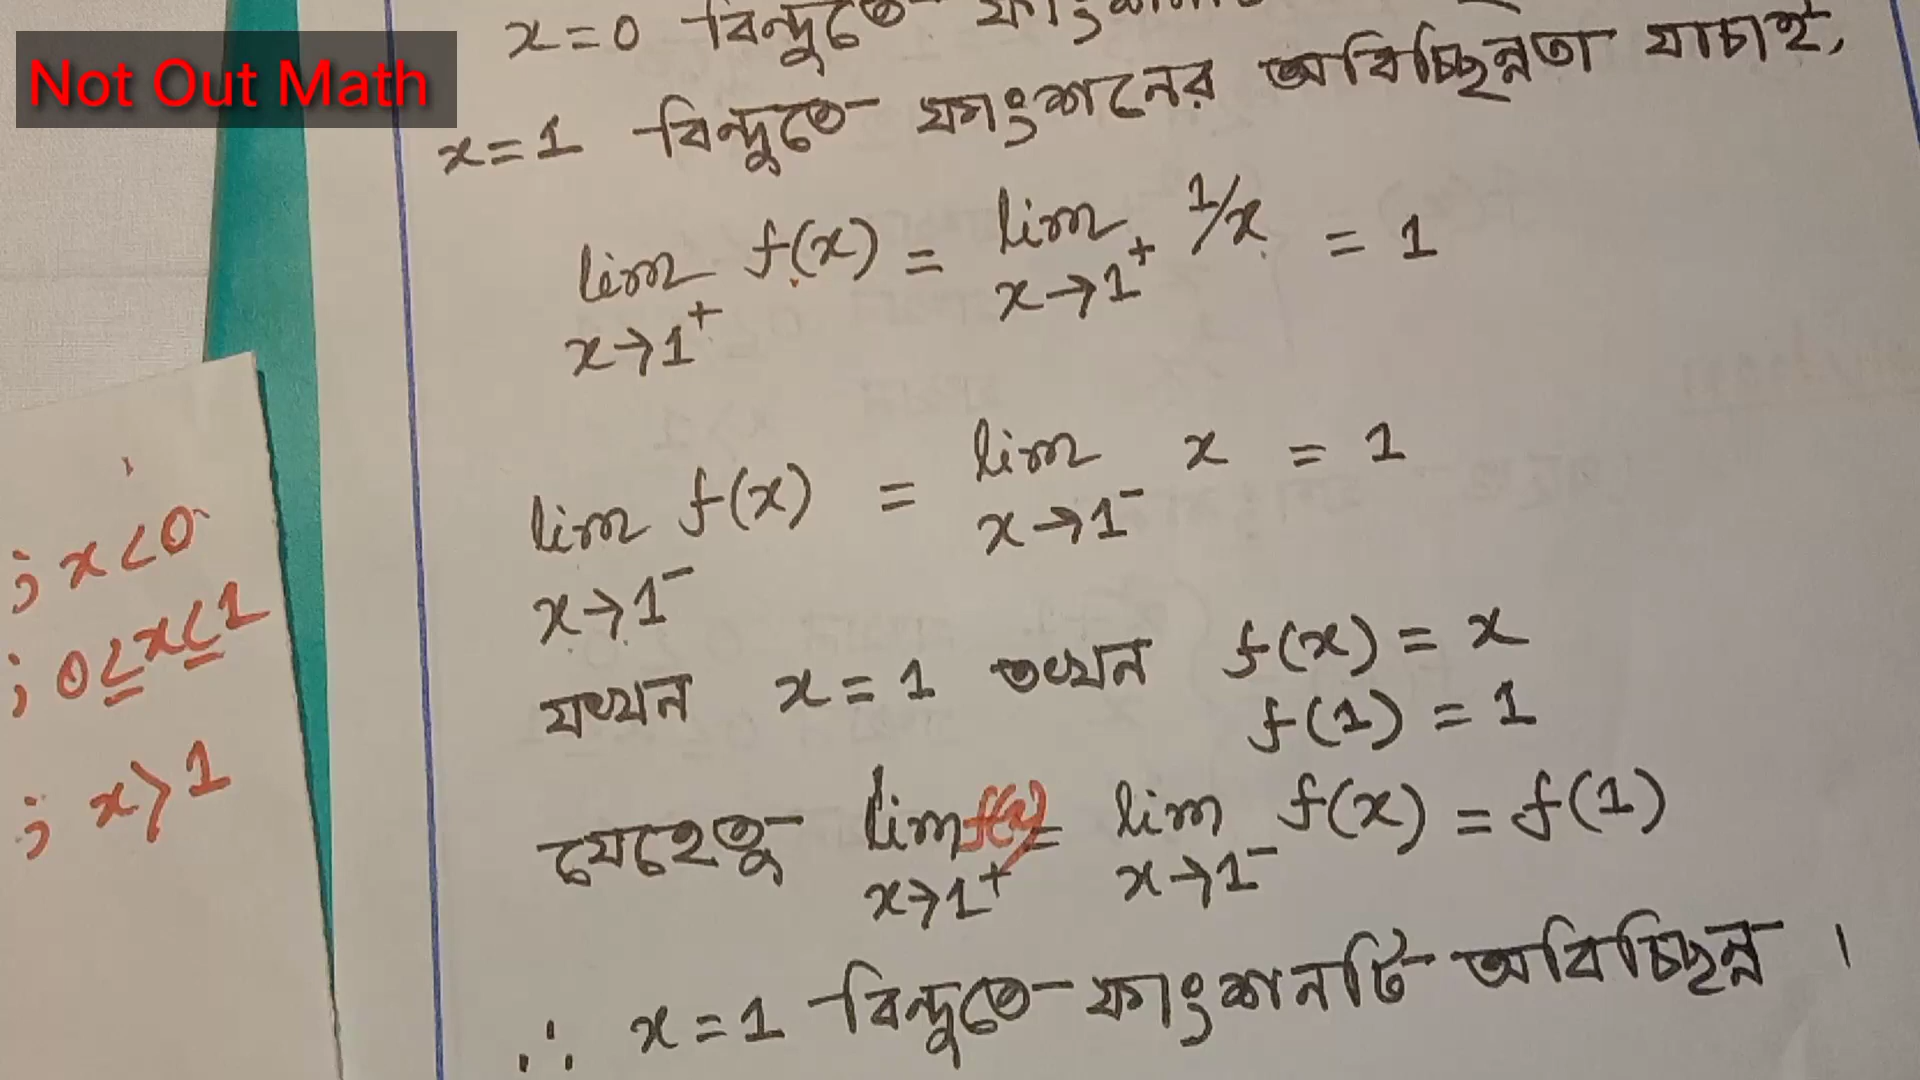 Not Out Math
x=0 বিন্দুতে
x=1 বিন্দুতে ফাংশনের অবিচ্ছিন্নতা যাচাই,
lim f(x) = lim 1/x = 1
x→1⁺ x→1⁺
lim f(x) = lim x = 1
x→1⁻ x→1⁻
যখন x=1 তখন f(x) = x
f(1) = 1
যেহেতু lim f(x) = lim f(x) = f(1)
x→1⁺ x→1⁻
∴ x=1 বিন্দুতে ফাংশনটি অবিচ্ছিন্ন ।
; x<0
; 0≤x≤1
; x>1